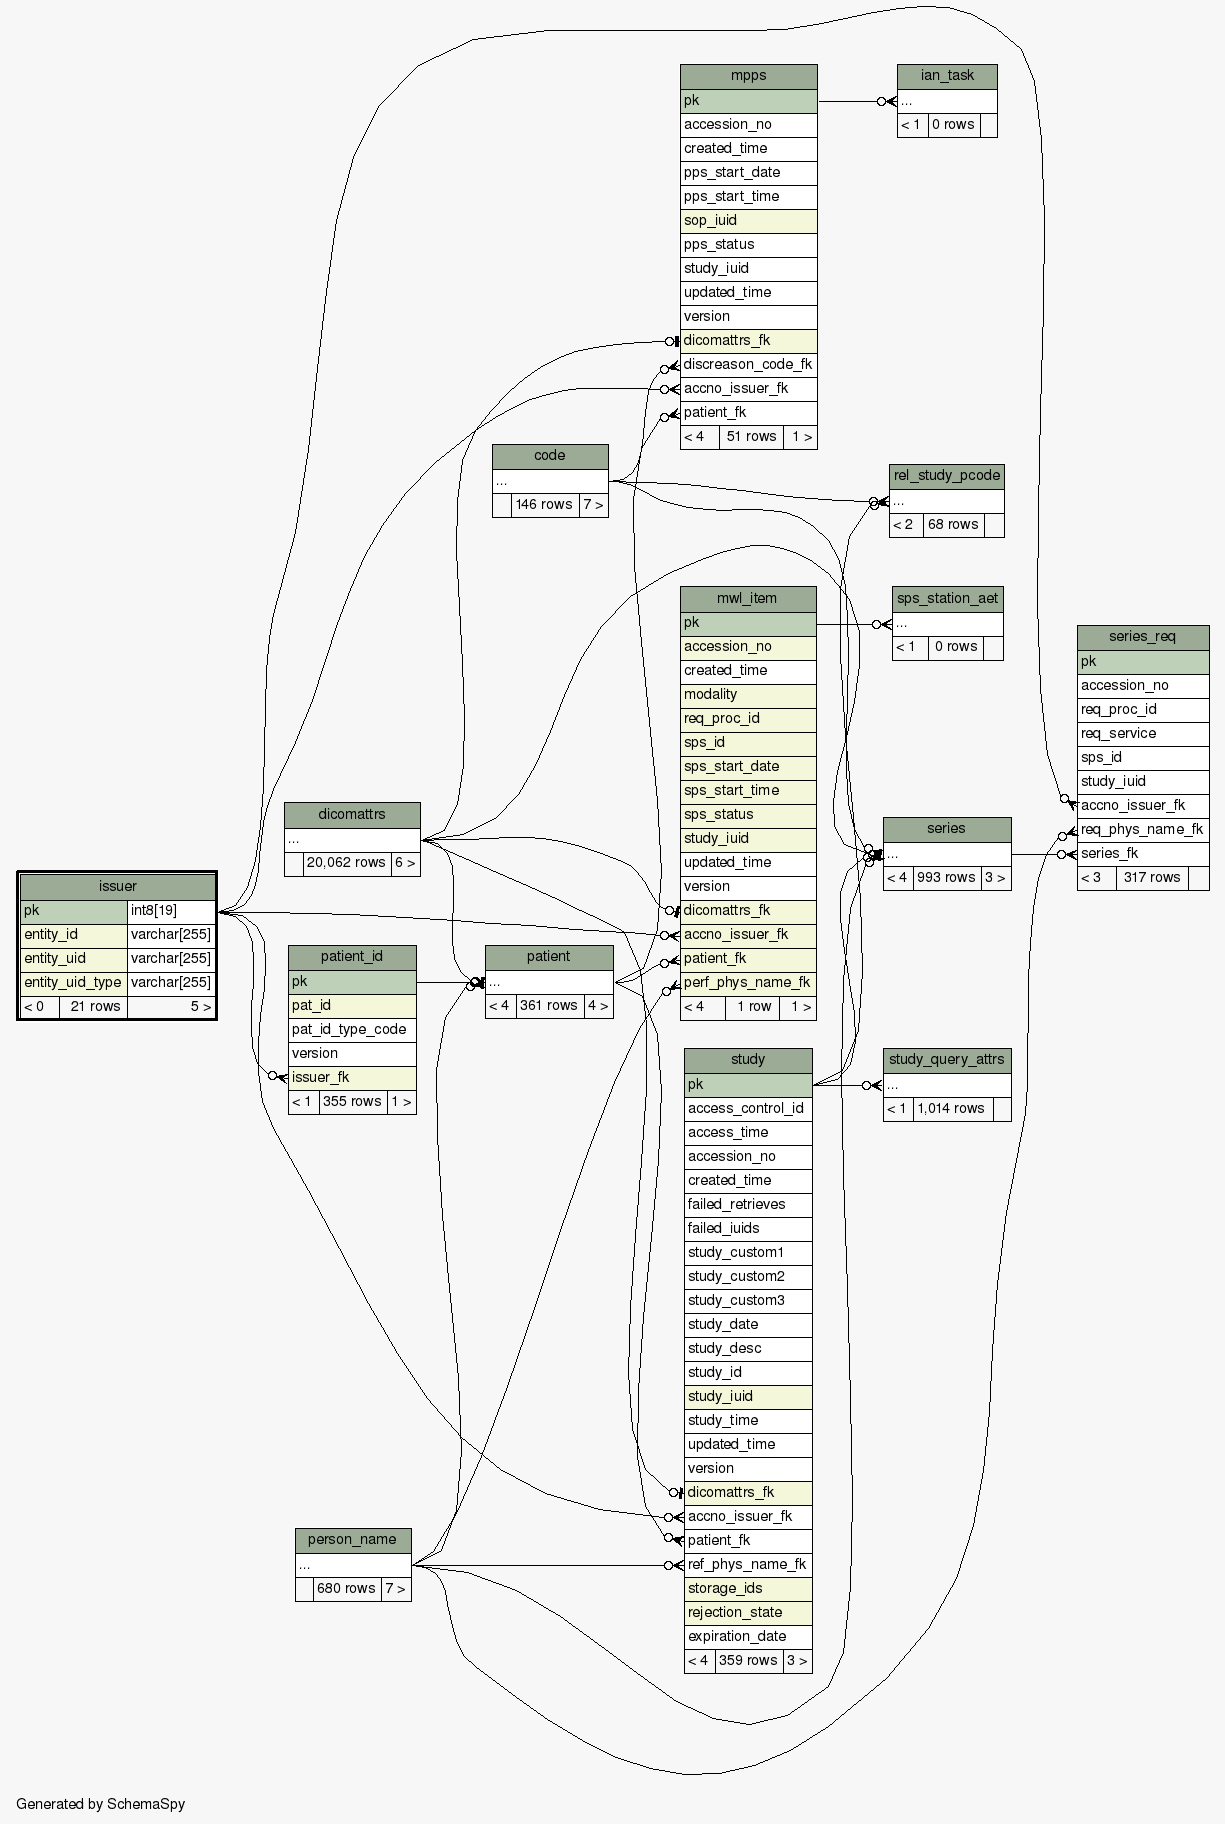 mpps
pk
accession_no
created_time
pps_start_date
pps_start_time
sop_iuid
pps_status
study_iuid
updated_time
version
dicomattrs_fk
discreason_code_fk
accno_issuer_fk
patient_fk
< 4 51 rows 1 >
ian_task
...
< 1 0 rows
code
...
146 rows 7 >
rel_study_pcode
...
< 2 68 rows
mwl_item
pk
accession_no
created_time
modality
req_proc_id
sps_id
sps_start_date
sps_start_time
sps_status
study_iuid
updated_time
version
dicomattrs_fk
accno_issuer_fk
patient_fk
perf_phys_name_fk
< 4 1 row 1 >
sps_station_aet
...
< 1 0 rows
series_req
pk
accession_no
req_proc_id
req_service
sps_id
study_iuid
accno_issuer_fk
req_phys_name_fk
series_fk
< 3 317 rows
dicomattrs
...
20,062 rows 6 >
series
...
< 4 993 rows 3 >
issuer
pk int8[19]
entity_id varchar[255]
entity_uid varchar[255]
entity_uid_type varchar[255]
< 0 21 rows 5 >
patient_id
pk
pat_id
pat_id_type_code
version
issuer_fk
< 1 355 rows 1 >
patient
...
< 4 361 rows 4 >
study
pk
access_control_id
access_time
accession_no
created_time
failed_retrieves
failed_iuids
study_custom1
study_custom2
study_custom3
study_date
study_desc
study_id
study_iuid
study_time
updated_time
version
dicomattrs_fk
accno_issuer_fk
patient_fk
ref_phys_name_fk
storage_ids
rejection_state
expiration_date
< 4 359 rows 3 >
study_query_attrs
...
< 1 1,014 rows
person_name
...
680 rows 7 >
Generated by SchemaSpy